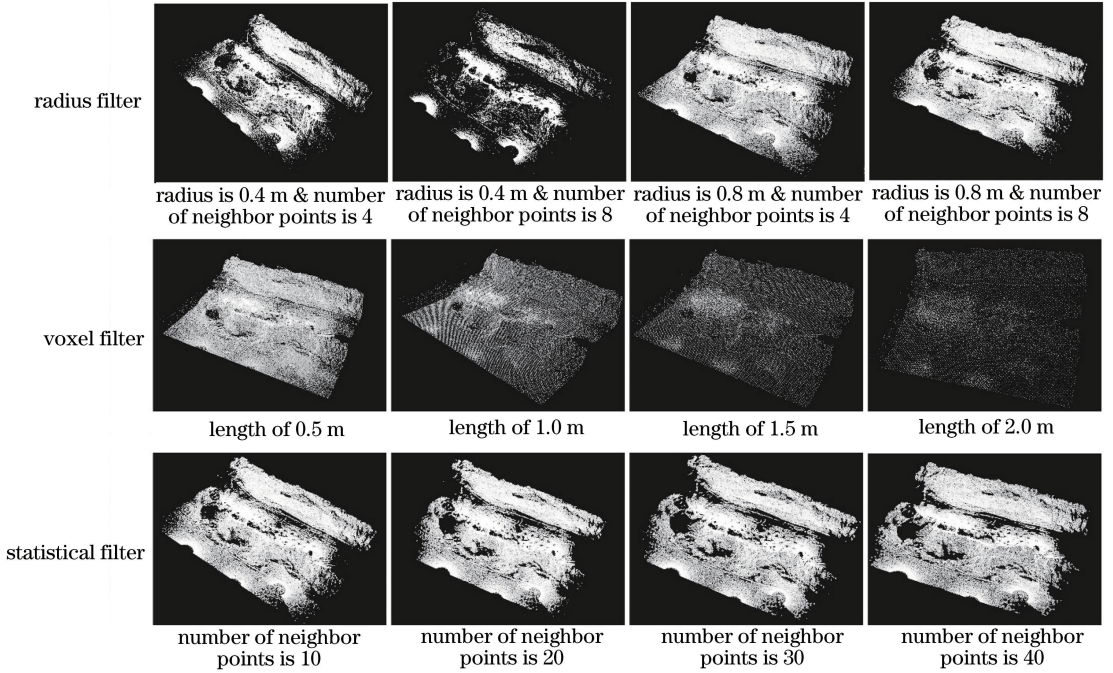 radius filter
radius is 0.4 m & number
of neighbor points is 4
radius is 0.4 m & number
of neighbor points is 8
radius is 0.8 m & number
of neighbor points is 4
radius is 0.8 m & number
of neighbor points is 8
voxel filter
length of 0.5 m
length of 1.0 m
length of 1.5 m
length of 2.0 m
statistical filter
number of neighbor
points is 10
number of neighbor
points is 20
number of neighbor
points is 30
number of neighbor
points is 40